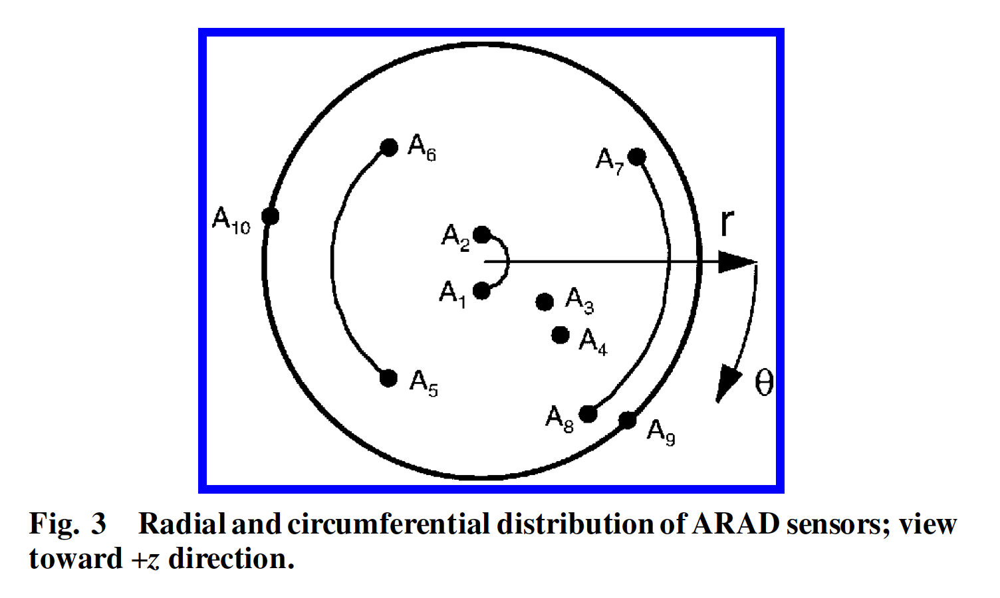 A6
A7
A10
r
A2
A1
A3
A4
θ
A5
A8
A9
Fig. 3 Radial and circumferential distribution of ARAD sensors; view
toward +z direction.